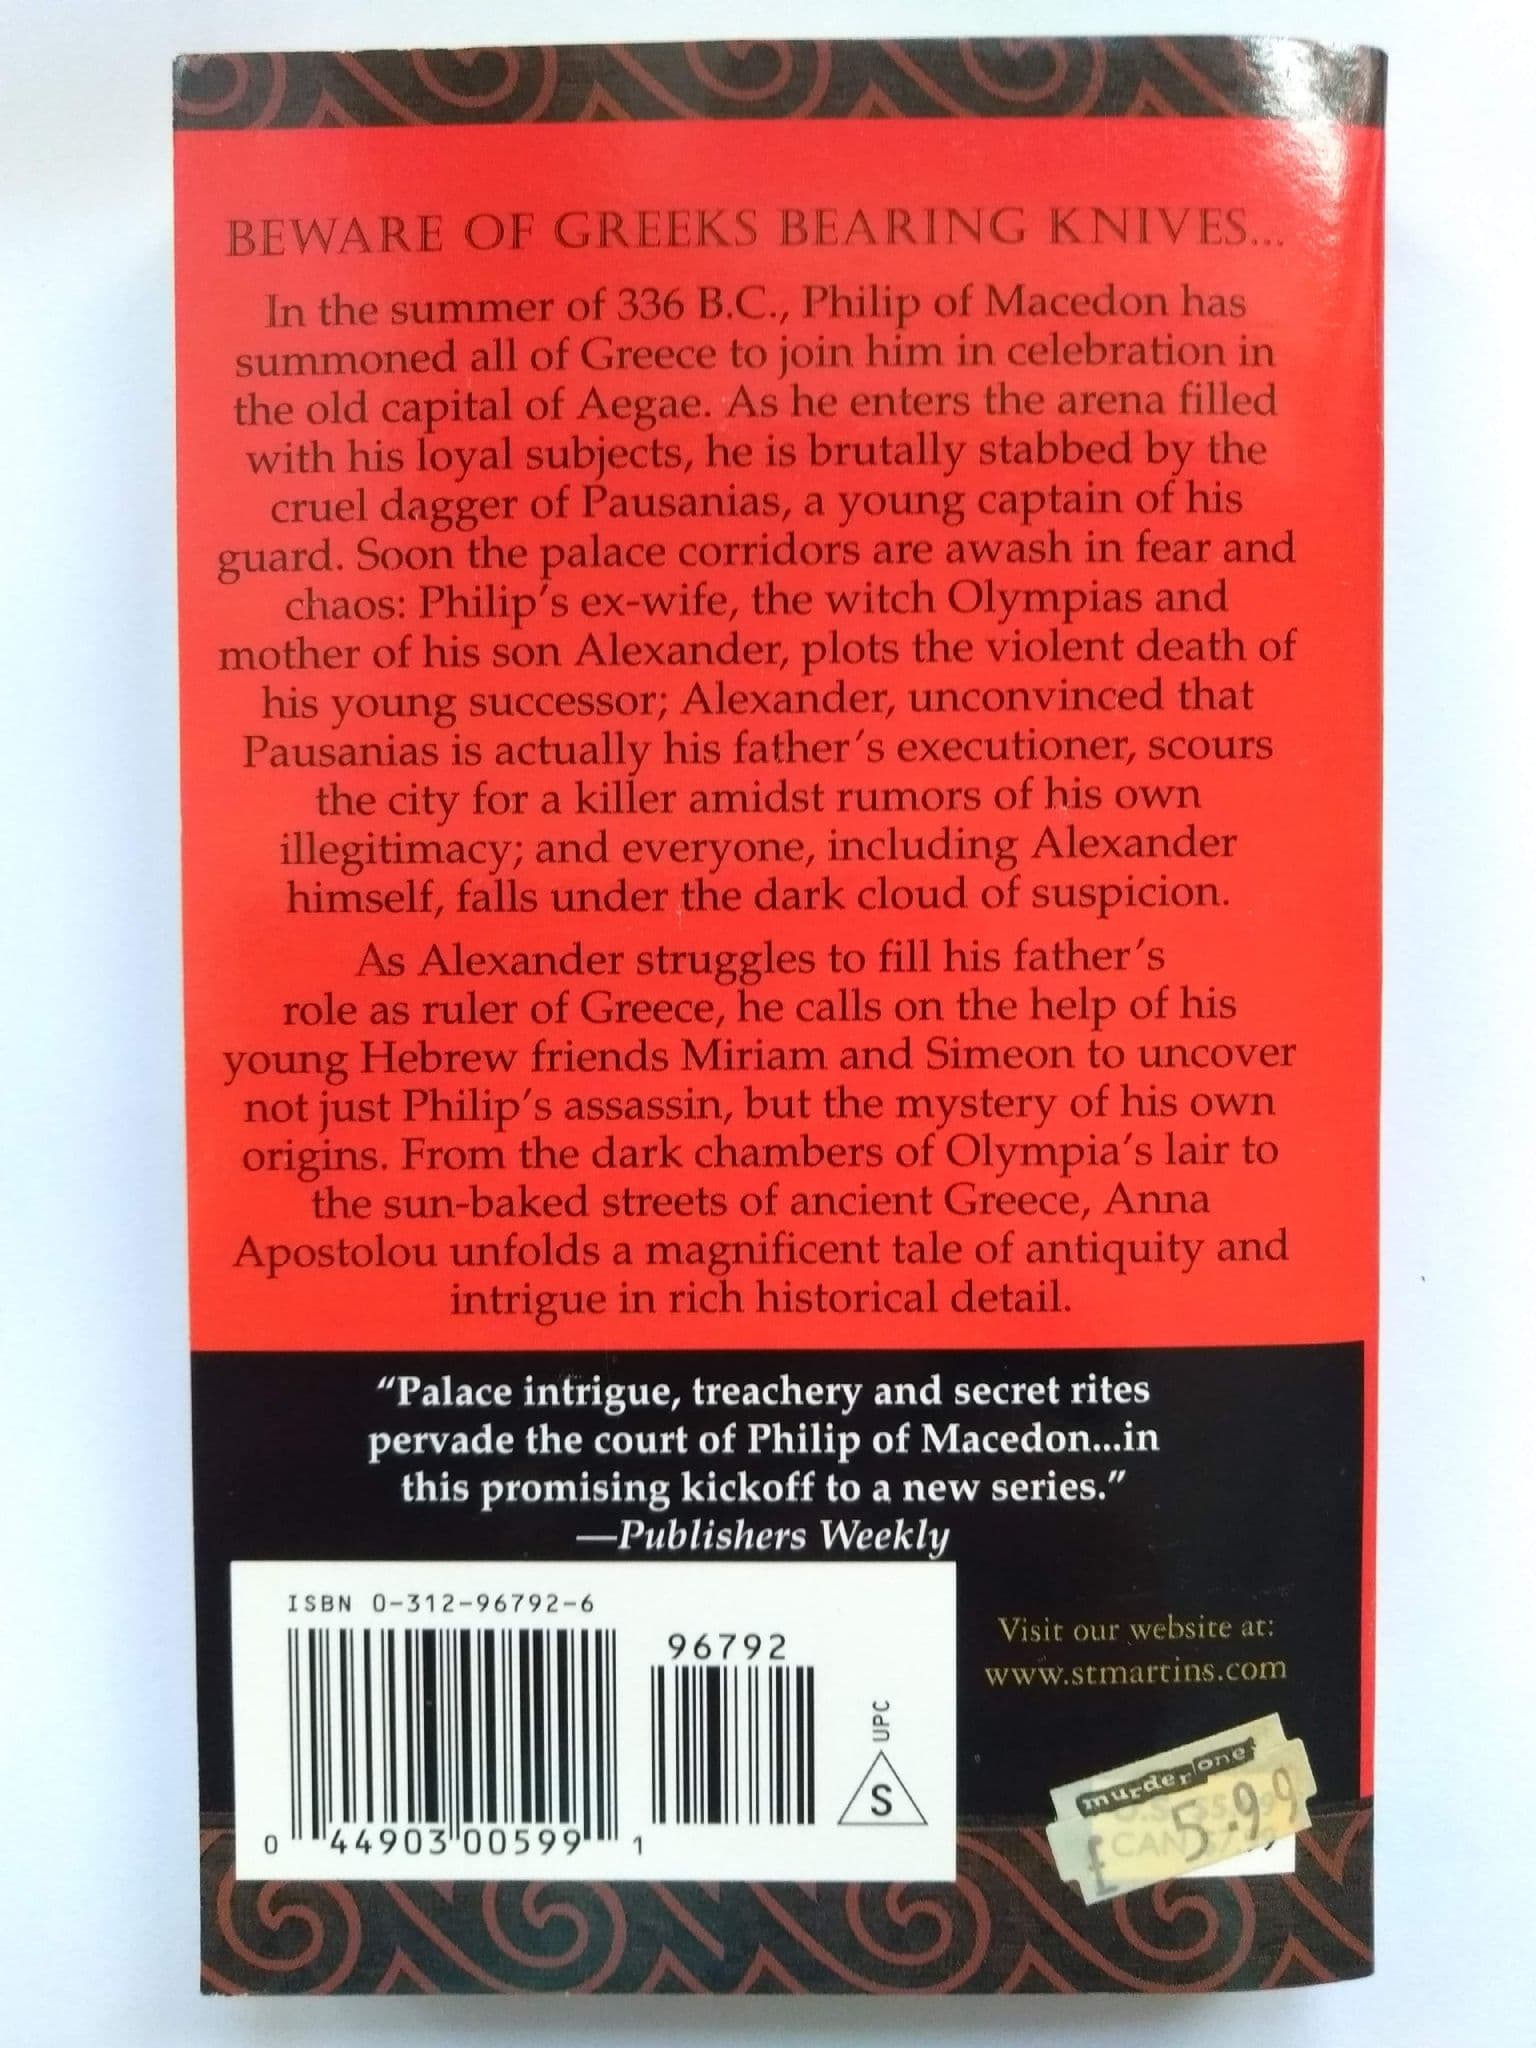 BEWARE OF GREEKS BEARING KNIVES...
In the summer of 336 B.C., Philip of Macedon has
summoned all of Greece to join him in celebration in
the old capital of Aegae. As he enters the arena filled
with his loyal subjects, he is brutally stabbed by the
cruel dagger of Pausanias, a young captain of his
guard. Soon the palace corridors are awash in fear and
chaos: Philip's ex-wife, the witch Olympias and
mother of his son Alexander, plots the violent death of
his young successor; Alexander, unconvinced that
Pausanias is actually his father's executioner, scours
the city for a killer amidst rumors of his own
illegitimacy; and everyone, including Alexander
himself, falls under the dark cloud of suspicion.
As Alexander struggles to fill his father's
role as ruler of Greece, he calls on the help of his
young Hebrew friends Miriam and Simeon to uncover
not just Philip's assassin, but the mystery of his own
origins. From the dark chambers of Olympia's lair to
the sun-baked streets of ancient Greece, Anna
Apostolou unfolds a magnificent tale of antiquity and
intrigue in rich historical detail.
"Palace intrigue, treachery and secret rites
pervade the court of Philip of Macedon...in
this promising kickoff to a new series."
—Publishers Weekly
ISBN 0-312-96792-6
96792
UPC
S
0 44903 00599 1
Visit our website at:
www.stmartins.com
murder one
£ 5.99
CAN